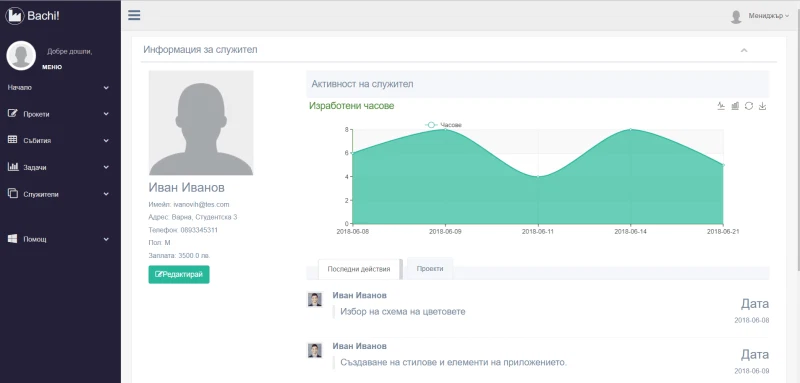 Bachi!
Мениджър
Добре дошли,
МЕНЮ
Начало
Прокети
Събития
Задачи
Служители
Помощ
Информация за служител
Иван Иванов
Имейл: ivanovih@tes.com
Адрес: Варна, Студентска 3
Телефон: 0893345311
Пол: М
Заплата: 3500.0 лв.
Редактирай
Активност на служител
Изработени часове
Часове
8
6
4
2
0
2018-06-08
2018-06-09
2018-06-11
2018-06-14
2018-06-21
Последни действия
Проекти
Иван Иванов
Избор на схема на цветовете
Дата
2018-06-08
Иван Иванов
Създаване на стилове и елементи на приложението.
Дата
2018-06-09